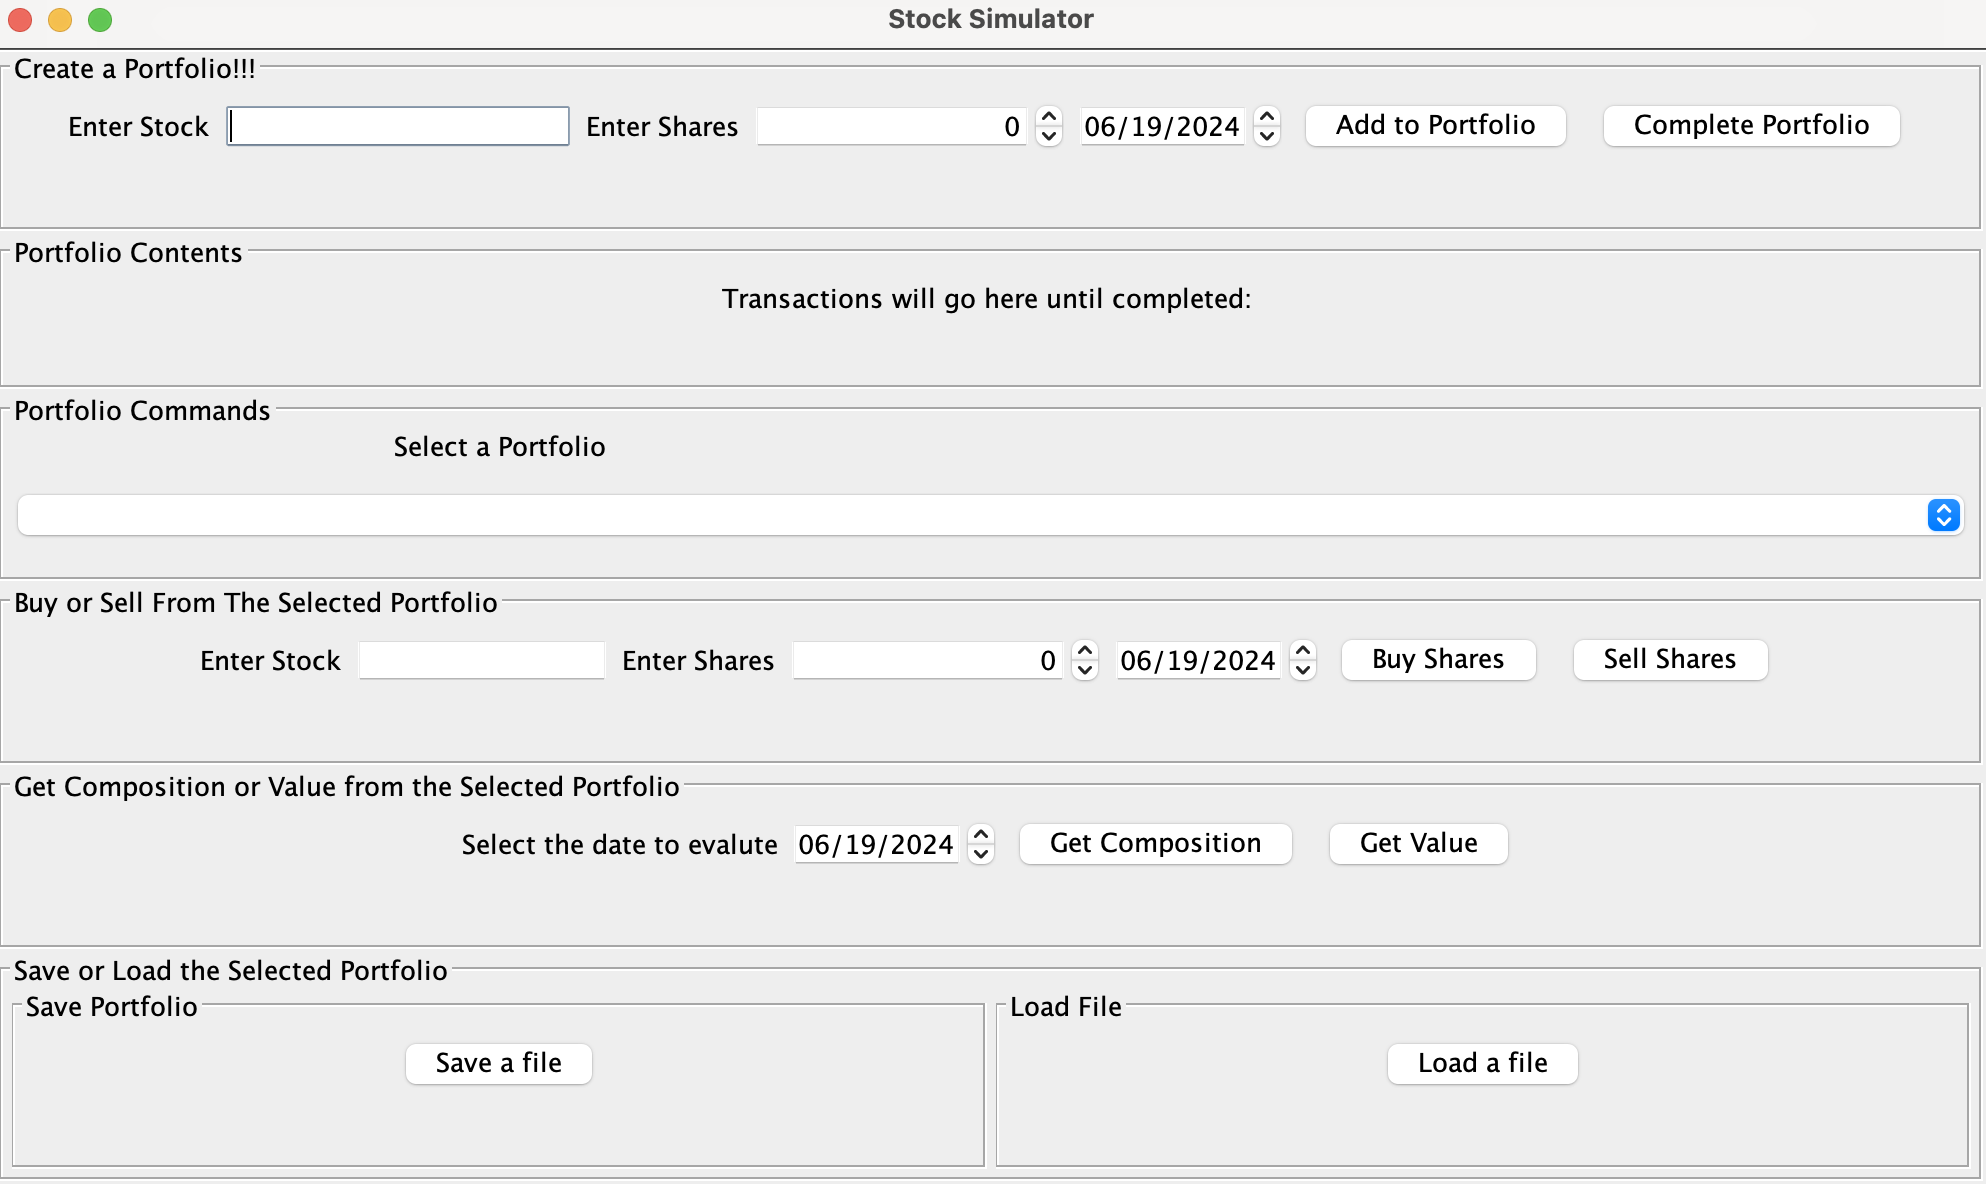 Stock Simulator
Create a Portfolio!!!
Enter Stock Enter Shares 0 06/19/2024 Add to Portfolio Complete Portfolio
Portfolio Contents
Transactions will go here until completed:
Portfolio Commands
Select a Portfolio
Buy or Sell From The Selected Portfolio
Enter Stock Enter Shares 0 06/19/2024 Buy Shares Sell Shares
Get Composition or Value from the Selected Portfolio
Select the date to evalute 06/19/2024 Get Composition Get Value
Save or Load the Selected Portfolio
Save Portfolio Load File
Save a file Load a file